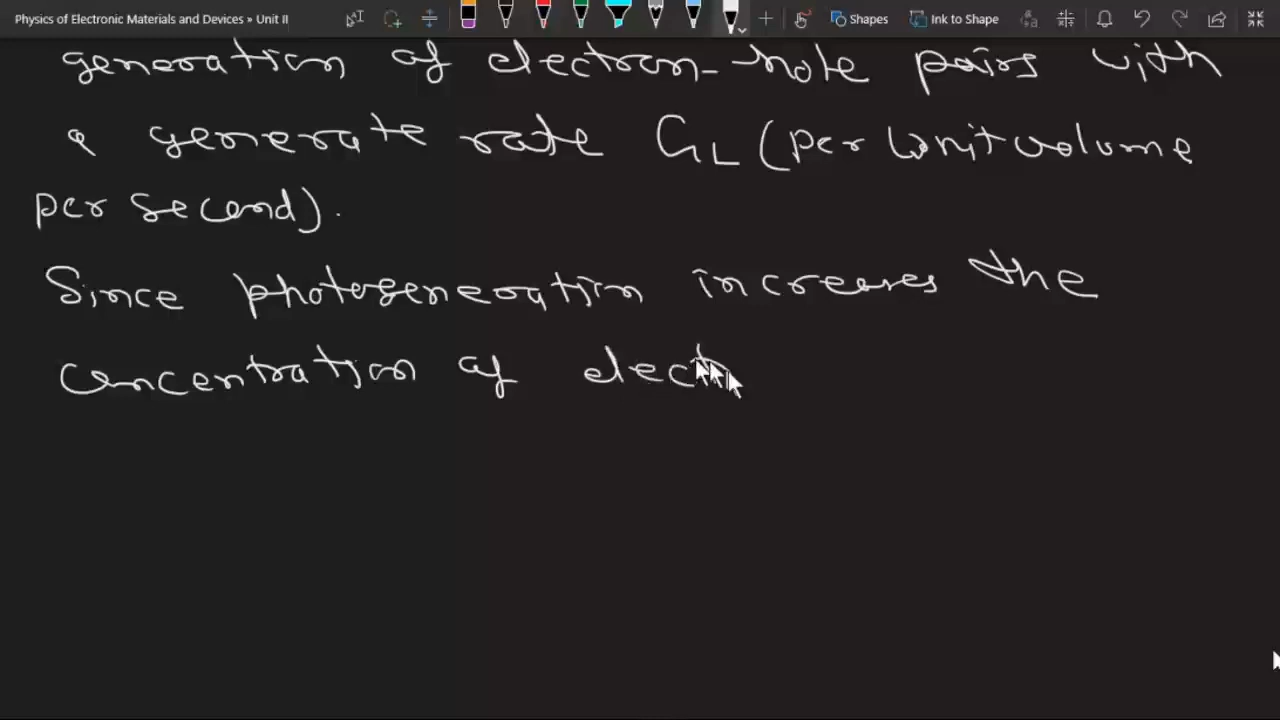 Physics of Electronic Materials and Devices » Unit II
Shapes
Ink to Shape
generation of electron-hole pairs with
a generate rate GL (per unit volume
per second).
Since photogeneration increases the
concentration of elect